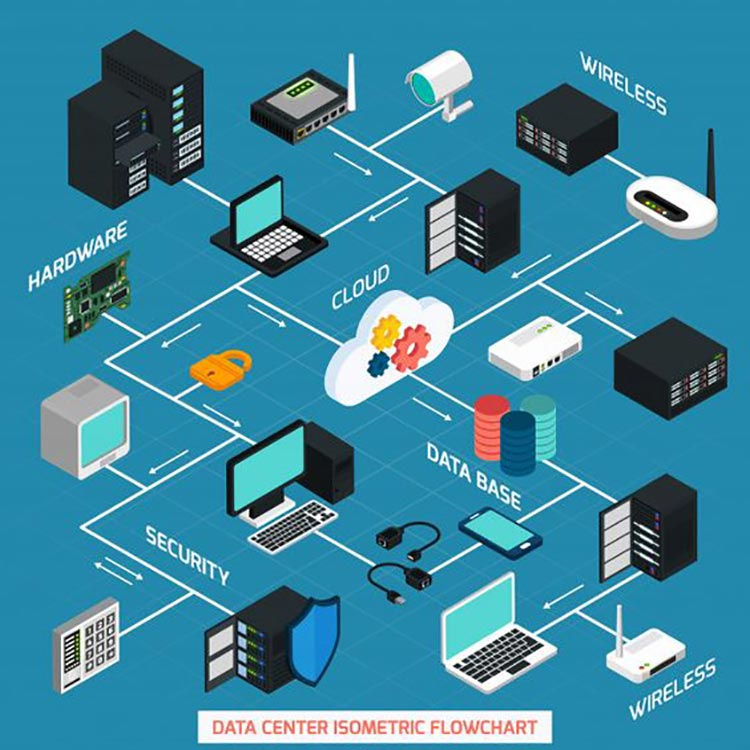 WIRELESS
HARDWARE
CLOUD
DATA BASE
SECURITY
WIRELESS
DATA CENTER ISOMETRIC FLOWCHART